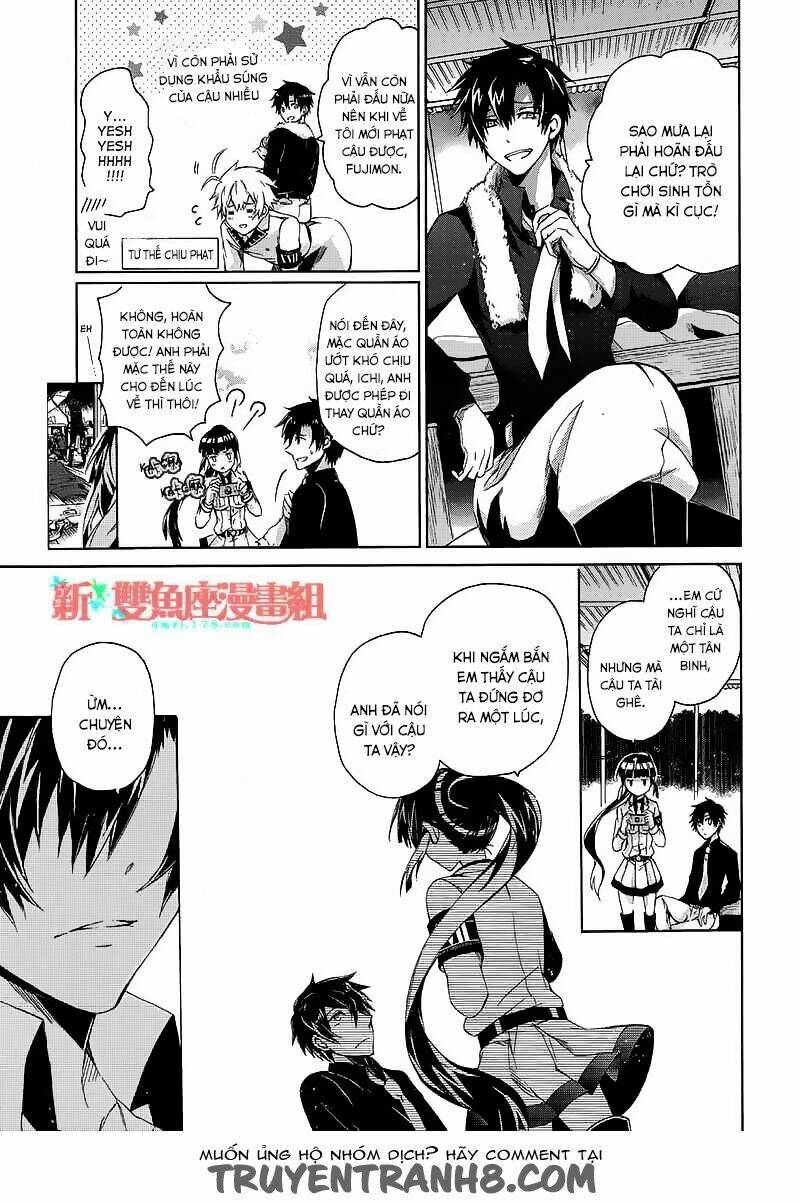 SAO MƯA LẠI
PHẢI HOÃN ĐẤU
LẠI CHỨ? TRÒ
CHƠI SINH TỒN
GÌ MÀ KÌ CỤC!
VÌ VẪN CÒN
PHẢI ĐẤU NỮA
NÊN KHI VỀ
TÔI MỚI PHẠT
CẬU ĐƯỢC,
FUJIMON.
VÌ CÒN PHẢI SỬ
DỤNG KHẨU SÚNG
CỦA CẬU NHIỀU
Y...
YESH
YESH
HHHH
!!!!
VUI
QUÁ
ĐI~
TƯ THẾ CHỊU PHẠT
NÓI ĐẾN ĐÂY,
MẶC QUẦN ÁO
ƯỚT KHÓ CHỊU
QUÁ, ICHI, ANH
ĐƯỢC PHÉP ĐI
THAY QUẦN ÁO
CHỨ?
KHÔNG, HOÀN
TOÀN KHÔNG
ĐƯỢC! ANH PHẢI
MẶC THẾ NÀY
CHO ĐẾN LÚC
VỀ THÌ THÔI!
EH
...EM CỨ
NGHĨ CẬU
TA CHỈ LÀ
MỘT TÂN
BINH,
NHƯNG MÀ
CẬU TA TÀI
GHÊ.
KHI NGẮM BẮN
EM THẤY CẬU
TA ĐỨNG ĐƠ
RA MỘT LÚC,
ANH ĐÃ NÓI
GÌ VỚI CẬU
TA VẬY?
ỪM...
CHUYỆN
ĐÓ...
新★雙魚座漫畫組
dmzj.178.com
MUỐN ỦNG HỘ NHÓM DỊCH? HÃY COMMENT TẠI
TRUYENTRANH8.COM